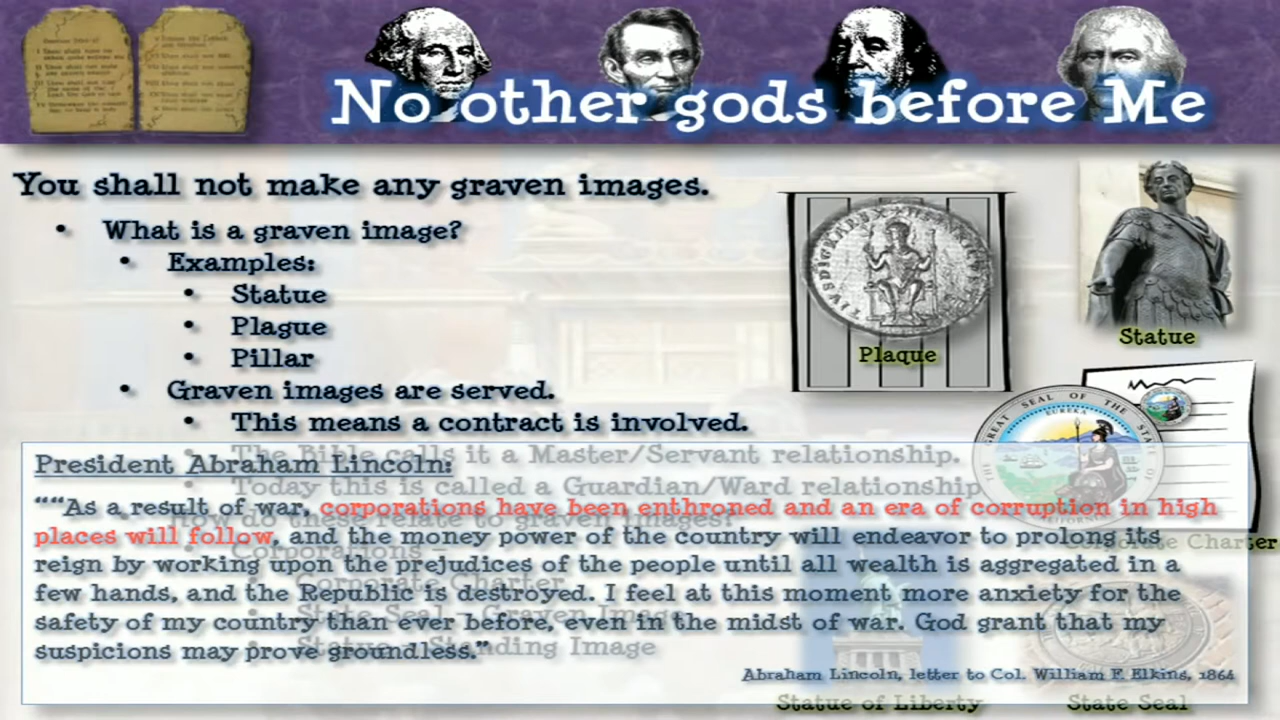 No other gods before Me
You shall not make any graven images.
• What is a graven image?
• Examples:
• Statue
• Plague
• Pillar
• Graven images are served.
• This means a contract is involved.
• The Bible calls it a Master/Servant relationship.
• Today this is called a Guardian/Ward relationship
How do these relate to graven images?
Corporations –
• Corporate Charter
• State Seal – Graven Image
Standing Image
President Abraham Lincoln:
““As a result of war, corporations have been enthroned and an era of corruption in high
places will follow, and the money power of the country will endeavor to prolong its
reign by working upon the prejudices of the people until all wealth is aggregated in a
few hands, and the Republic is destroyed. I feel at this moment more anxiety for the
safety of my country than ever before, even in the midst of war. God grant that my
suspicions may prove groundless.”
Abraham Lincoln, letter to Col. William F. Elkins, 1864
Plaque
Statue
GREAT SEAL OF THE STATE
EUREKA
Charter
Statue of Liberty
State Seal